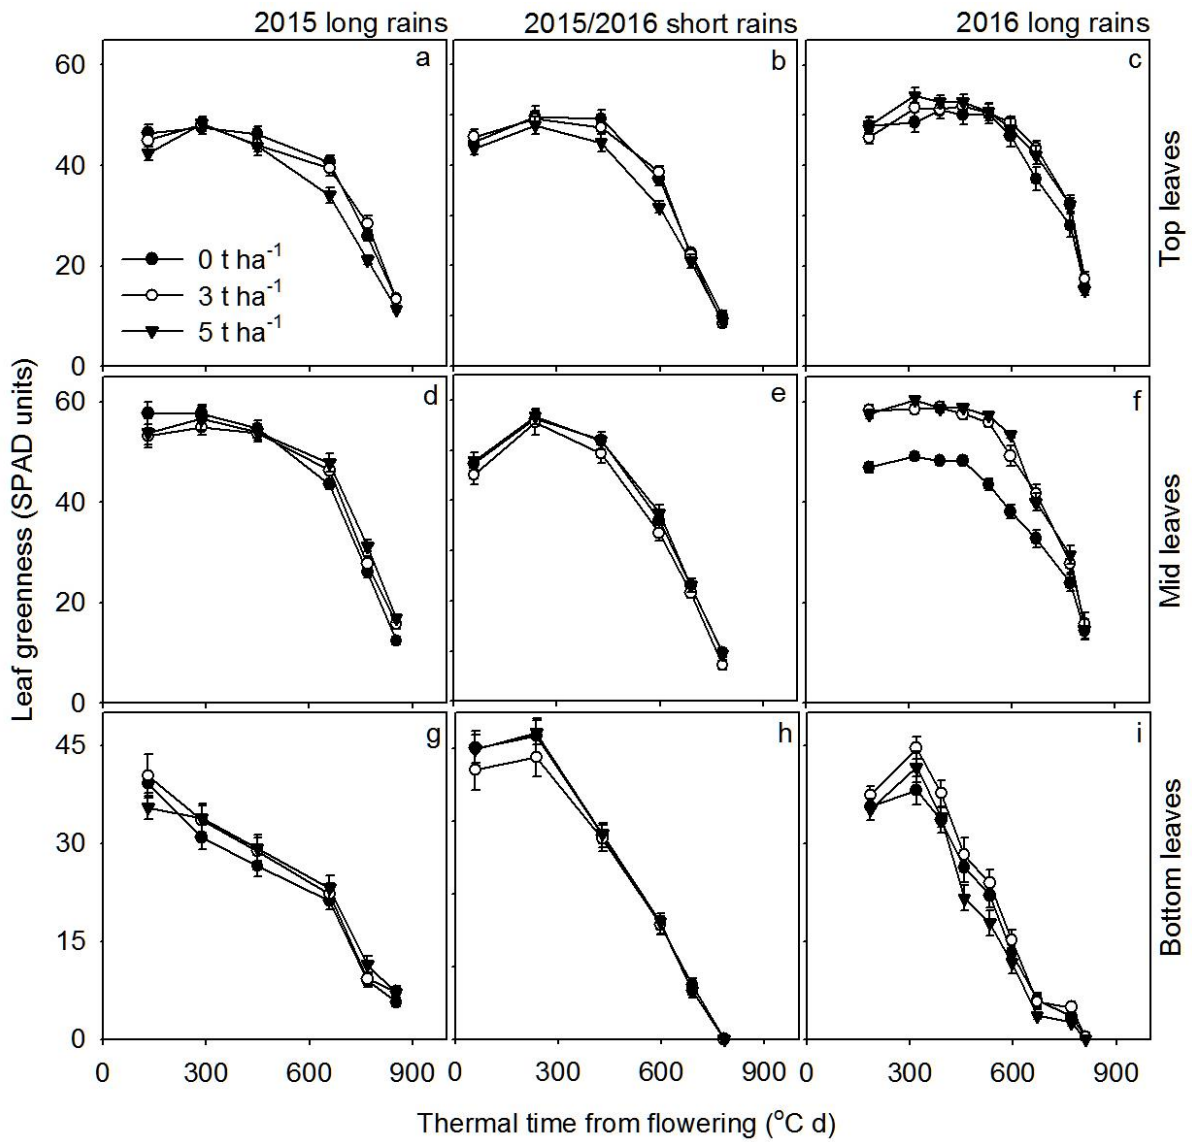 2015 long rains
2015/2016 short rains
2016 long rains
60
40
20
0
a
b
c
0 t ha⁻¹
3 t ha⁻¹
5 t ha⁻¹
Top leaves
60
40
20
0
d
e
f
Mid leaves
Leaf greenness (SPAD units)
45
30
15
0
g
h
i
Bottom leaves
0 300 600 900 0 300 600 900 0 300 600 900
Thermal time from flowering (°C d)